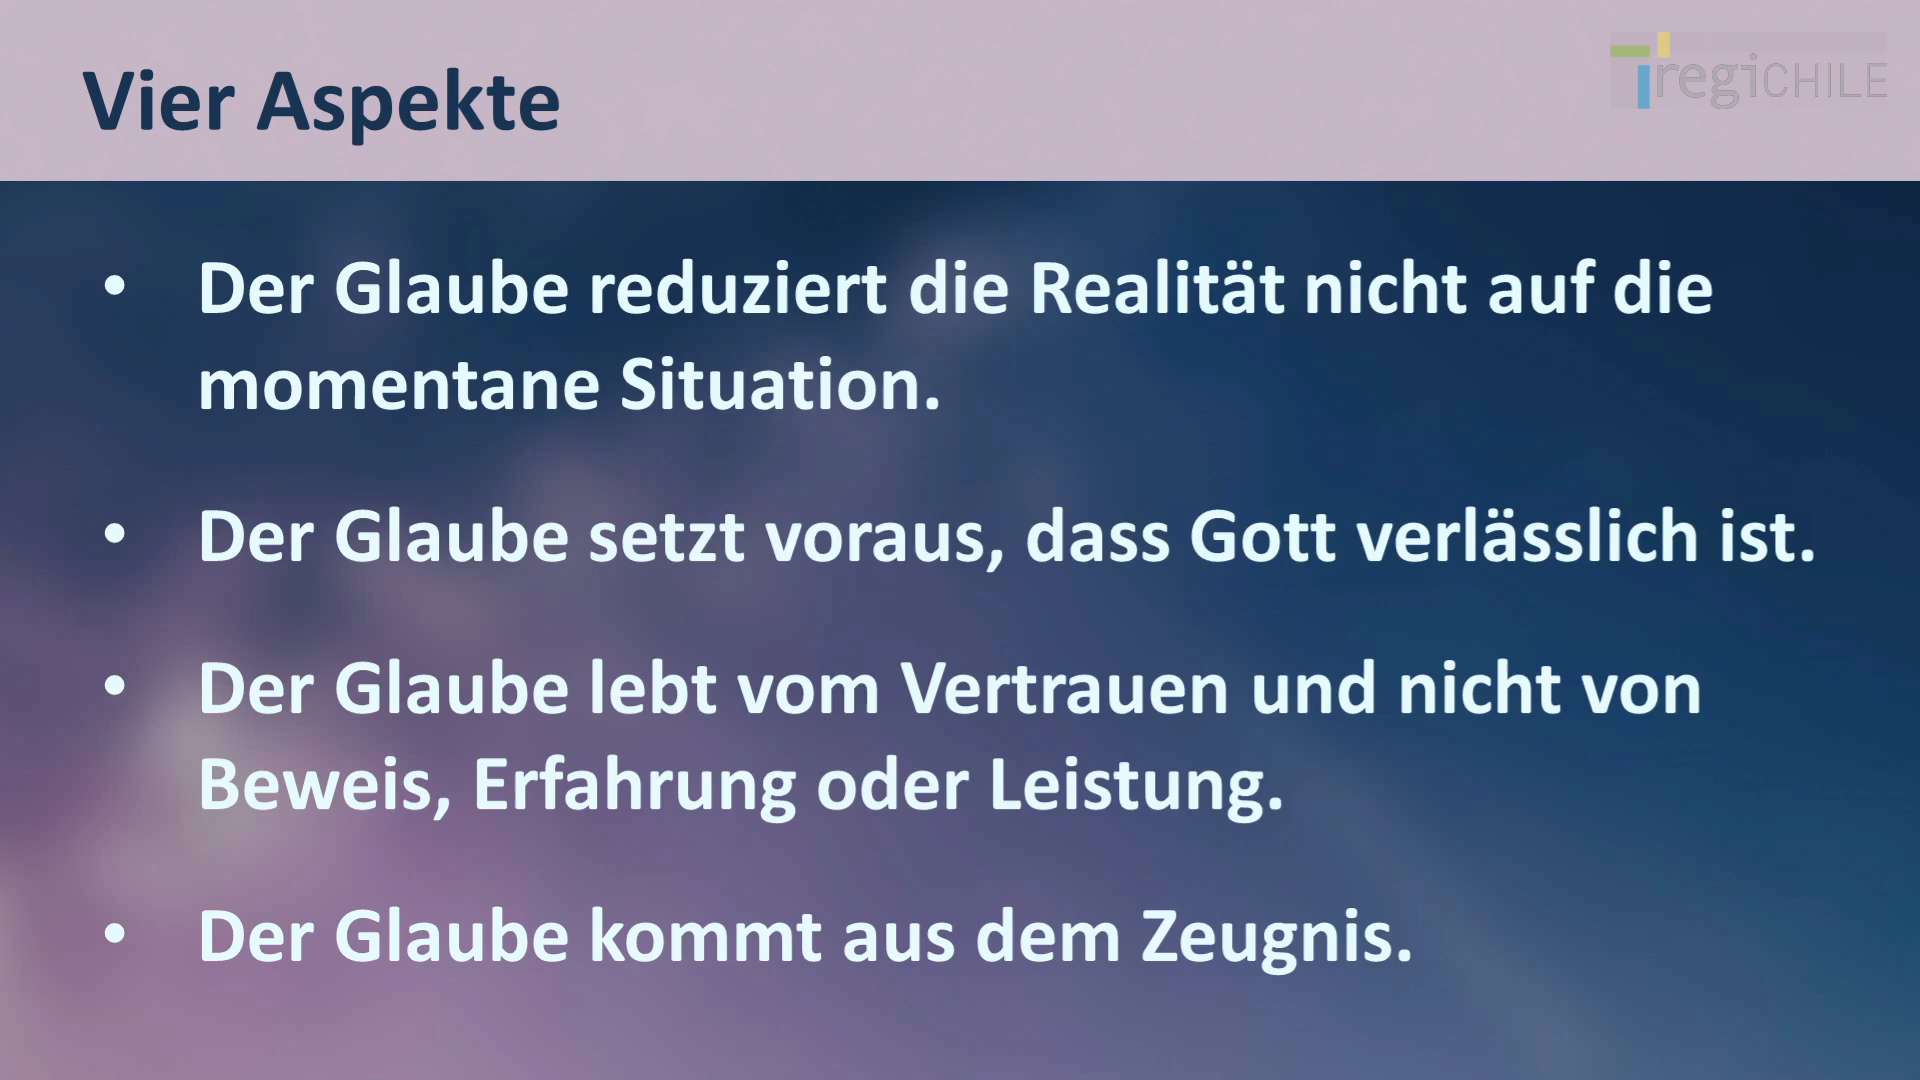 Vier Aspekte
regiCHILE
• Der Glaube reduziert die Realität nicht auf die
momentane Situation.
• Der Glaube setzt voraus, dass Gott verlässlich ist.
• Der Glaube lebt vom Vertrauen und nicht von
Beweis, Erfahrung oder Leistung.
• Der Glaube kommt aus dem Zeugnis.